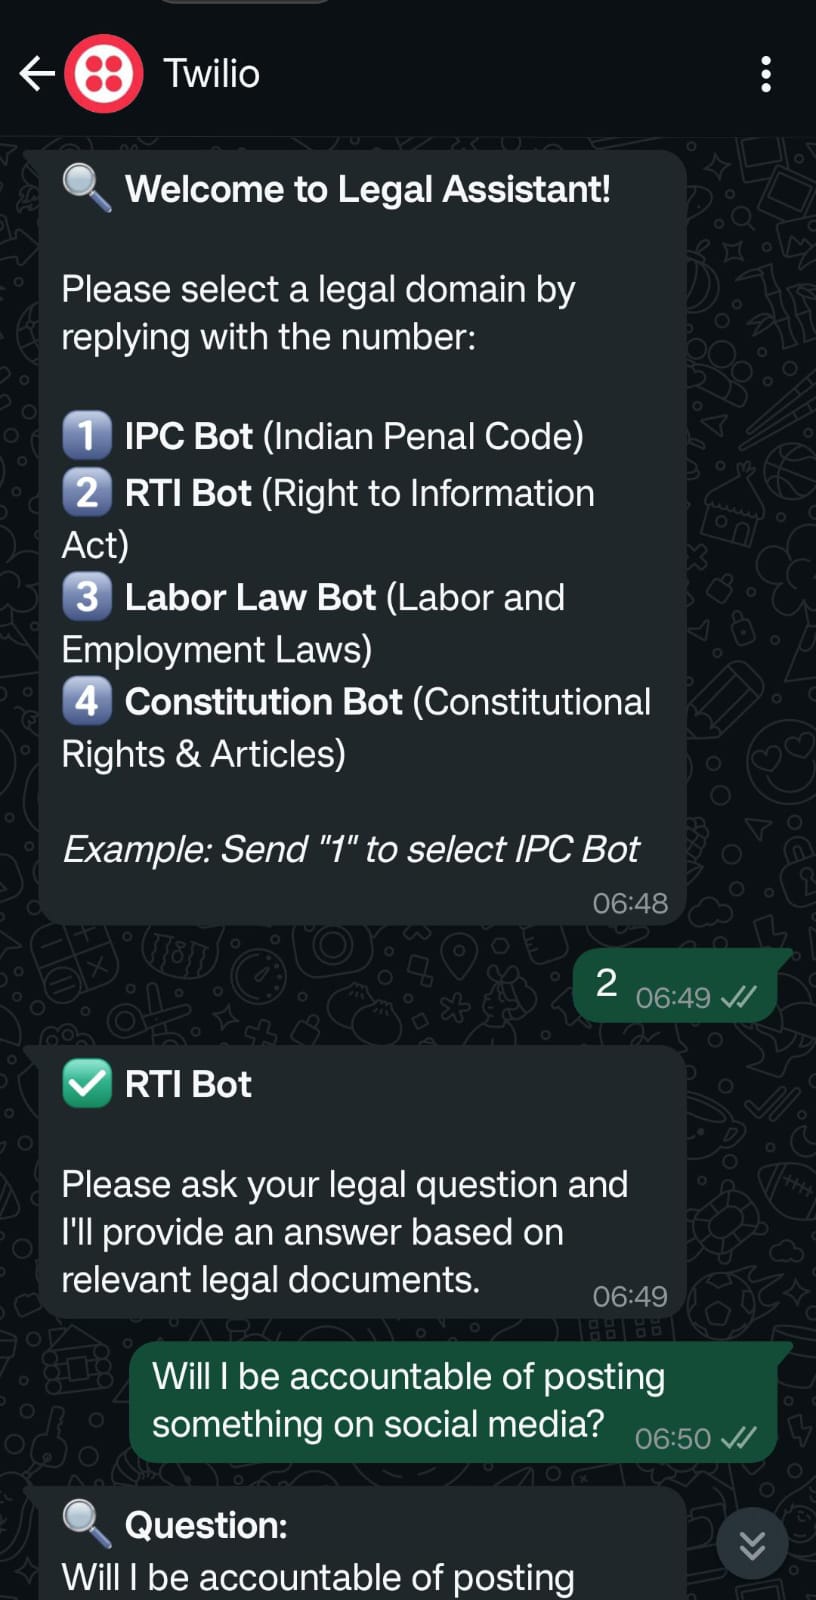 Twilio
🔍 Welcome to Legal Assistant!
Please select a legal domain by
replying with the number:
1️⃣ IPC Bot (Indian Penal Code)
2️⃣ RTI Bot (Right to Information
Act)
3️⃣ Labor Law Bot (Labor and
Employment Laws)
4️⃣ Constitution Bot (Constitutional
Rights & Articles)
Example: Send "1" to select IPC Bot
06:48
2 06:49
✅ RTI Bot
Please ask your legal question and
I'll provide an answer based on
relevant legal documents. 06:49
Will I be accountable of posting
something on social media? 06:50
🔍 Question:
Will I be accountable of posting